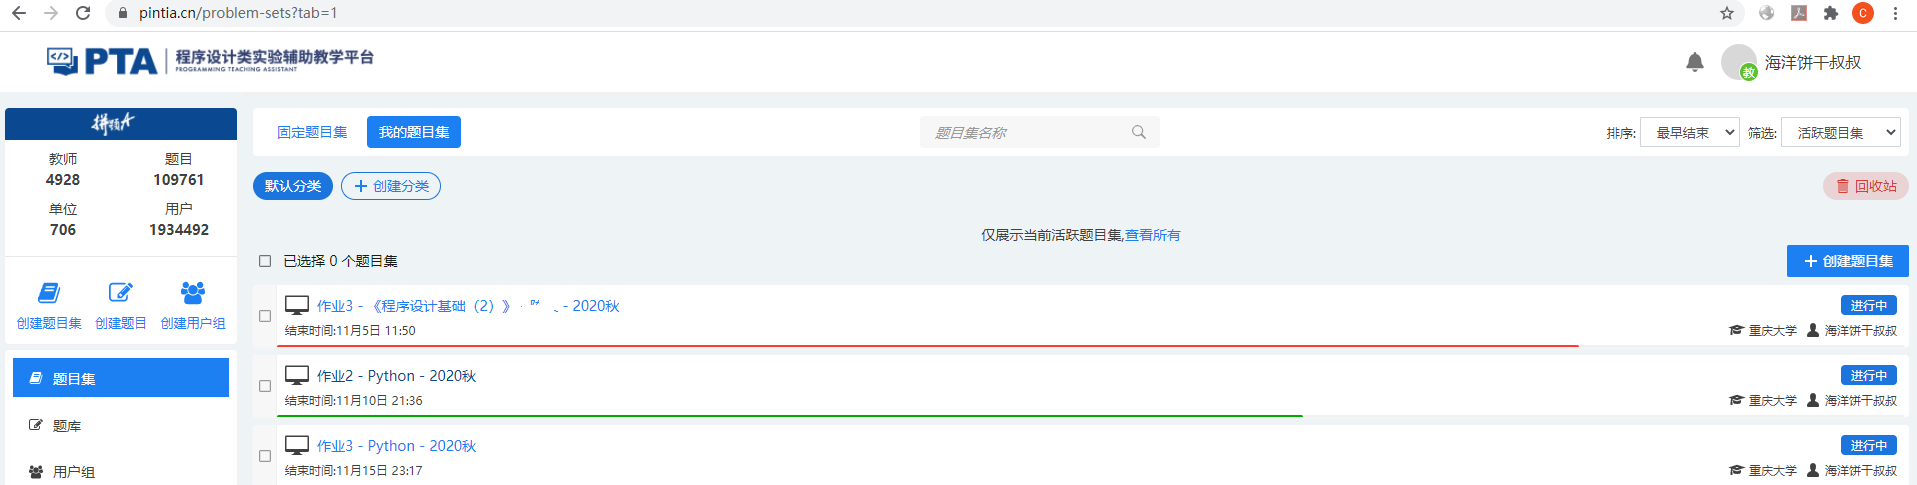 pintia.cn/problem-sets?tab=1
C
</> PTA 程序设计类实验辅助教学平台
PROGRAMMING TEACHING ASSISTANT
教 海洋饼干叔叔
拼题A
教师 题目
4928 109761
单位 用户
706 1934492
创建题目集 创建题目 创建用户组
题目集
题库
用户组
固定题目集 我的题目集 题目集名称 排序: 最早结束 筛选: 活跃题目集
默认分类 创建分类 回收站
仅展示当前活跃题目集,查看所有
已选择 0 个题目集 创建题目集
作业3 - 《程序设计基础（2）》 - 2020秋 进行中
结束时间:11月5日 11:50 重庆大学 海洋饼干叔叔
作业2 - Python - 2020秋 进行中
结束时间:11月10日 21:36 重庆大学 海洋饼干叔叔
作业3 - Python - 2020秋 进行中
结束时间:11月15日 23:17 重庆大学 海洋饼干叔叔